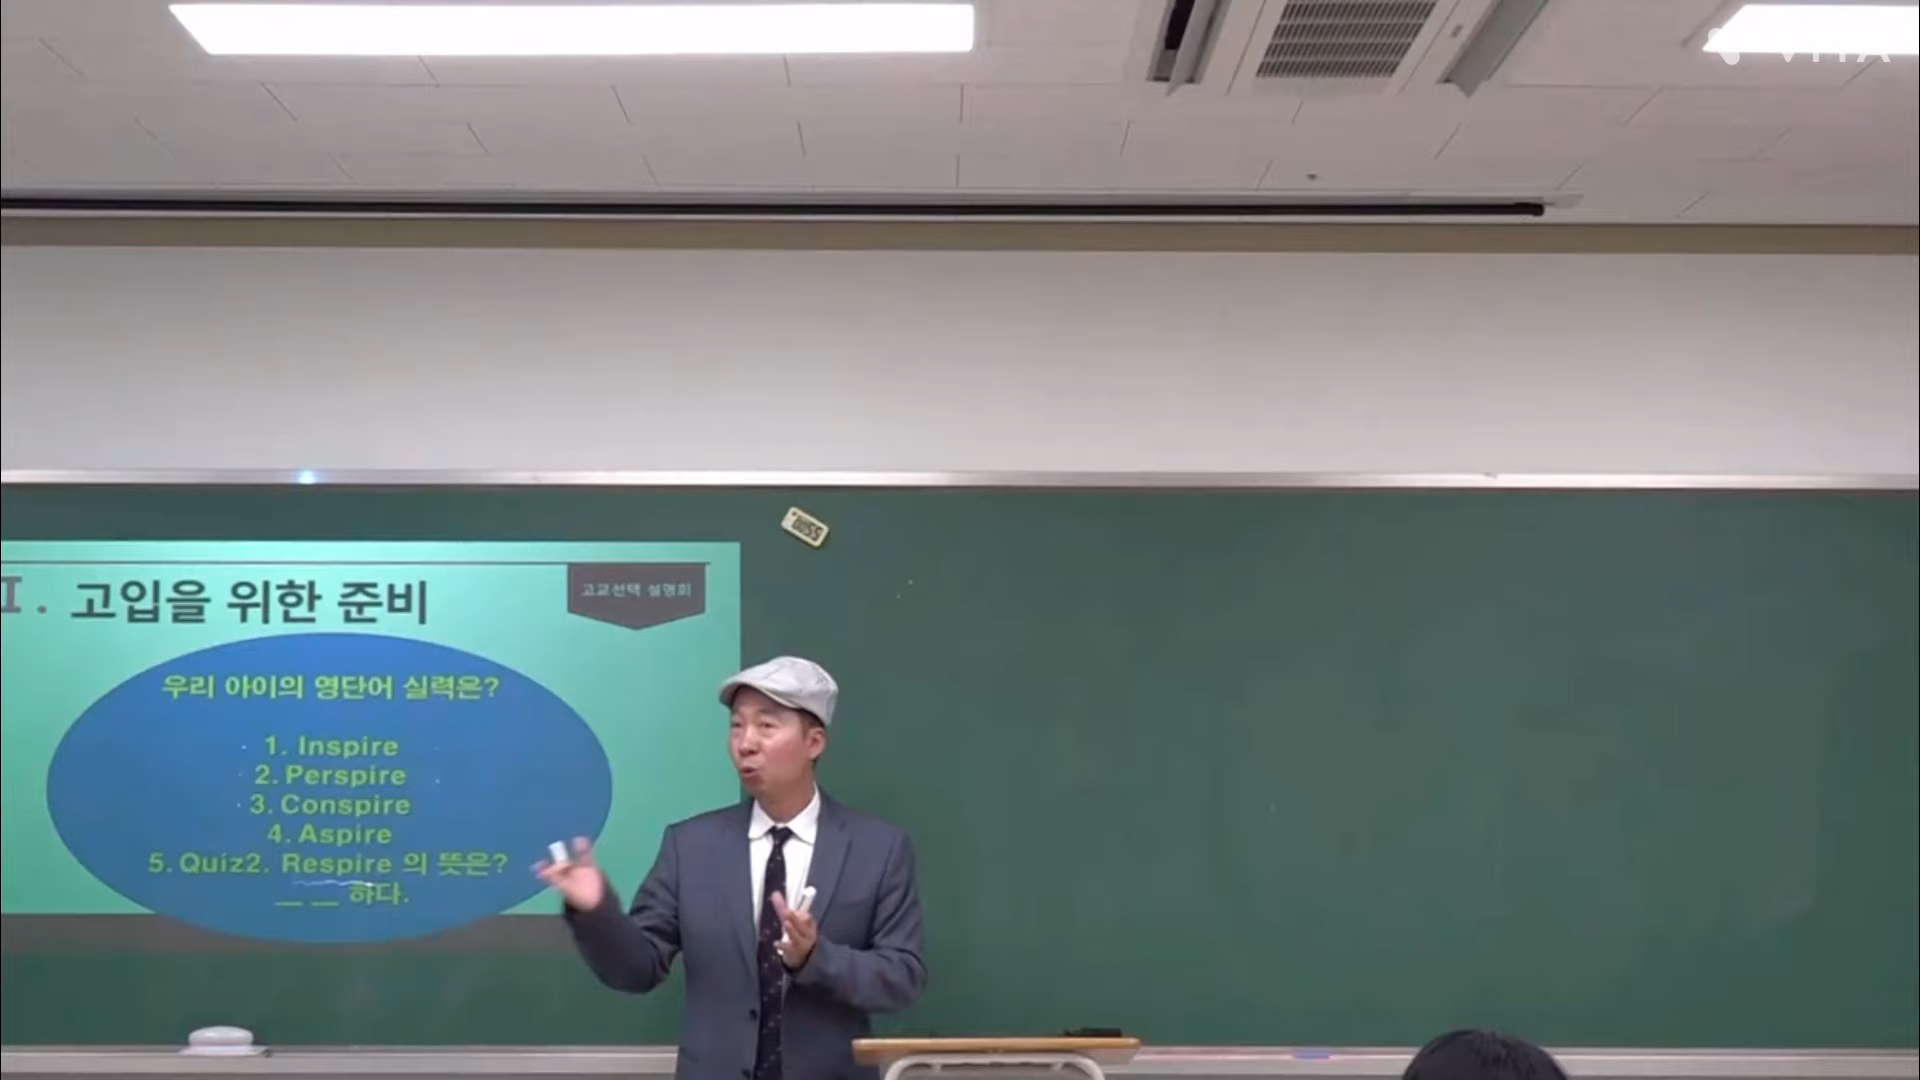 VITA
I. 고입을 위한 준비
고교선택 설명회
우리 아이의 영단어 실력은?
1. Inspire
2. Perspire
3. Conspire
4. Aspire
5. Quiz2. Respire 의 뜻은?
__ __ 하다.